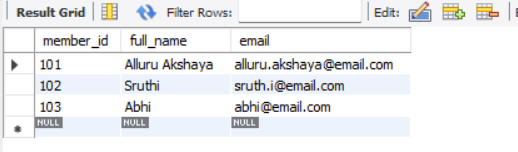 Result Grid Filter Rows: Edit:
member_id full_name email
101 Alluru Akshaya alluru.akshaya@email.com
102 Sruthi sruth.i@email.com
103 Abhi abhi@email.com
NULL NULL NULL